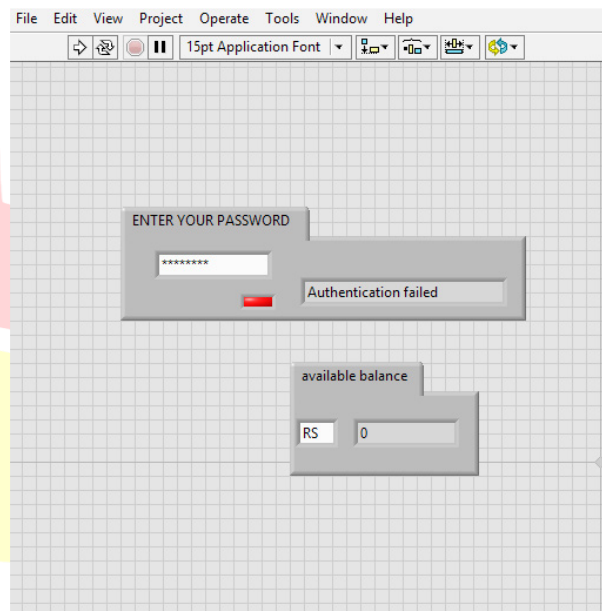 File Edit View Project Operate Tools Window Help
15pt Application Font
ENTER YOUR PASSWORD
********
Authentication failed
available balance
RS 0